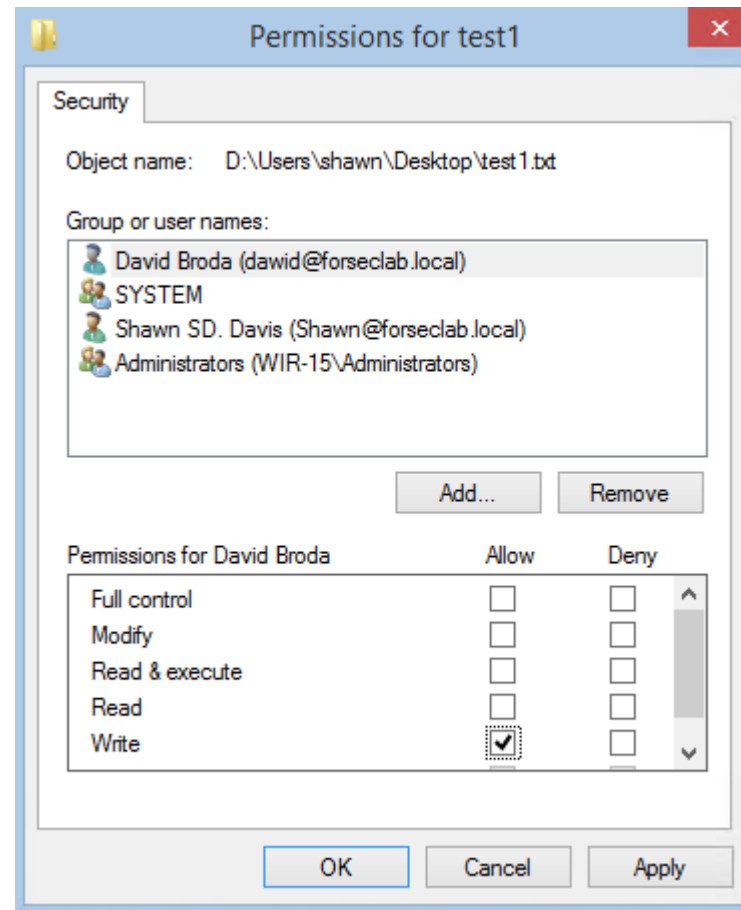 Permissions for test1
Security
Object name: D:\Users\shawn\Desktop\test1.txt
Group or user names:
David Broda (dawid@forseclab.local)
SYSTEM
Shawn SD. Davis (Shawn@forseclab.local)
Administrators (WIR-15\Administrators)
Add... Remove
Permissions for David Broda Allow Deny
Full control
Modify
Read & execute
Read
Write
OK Cancel Apply